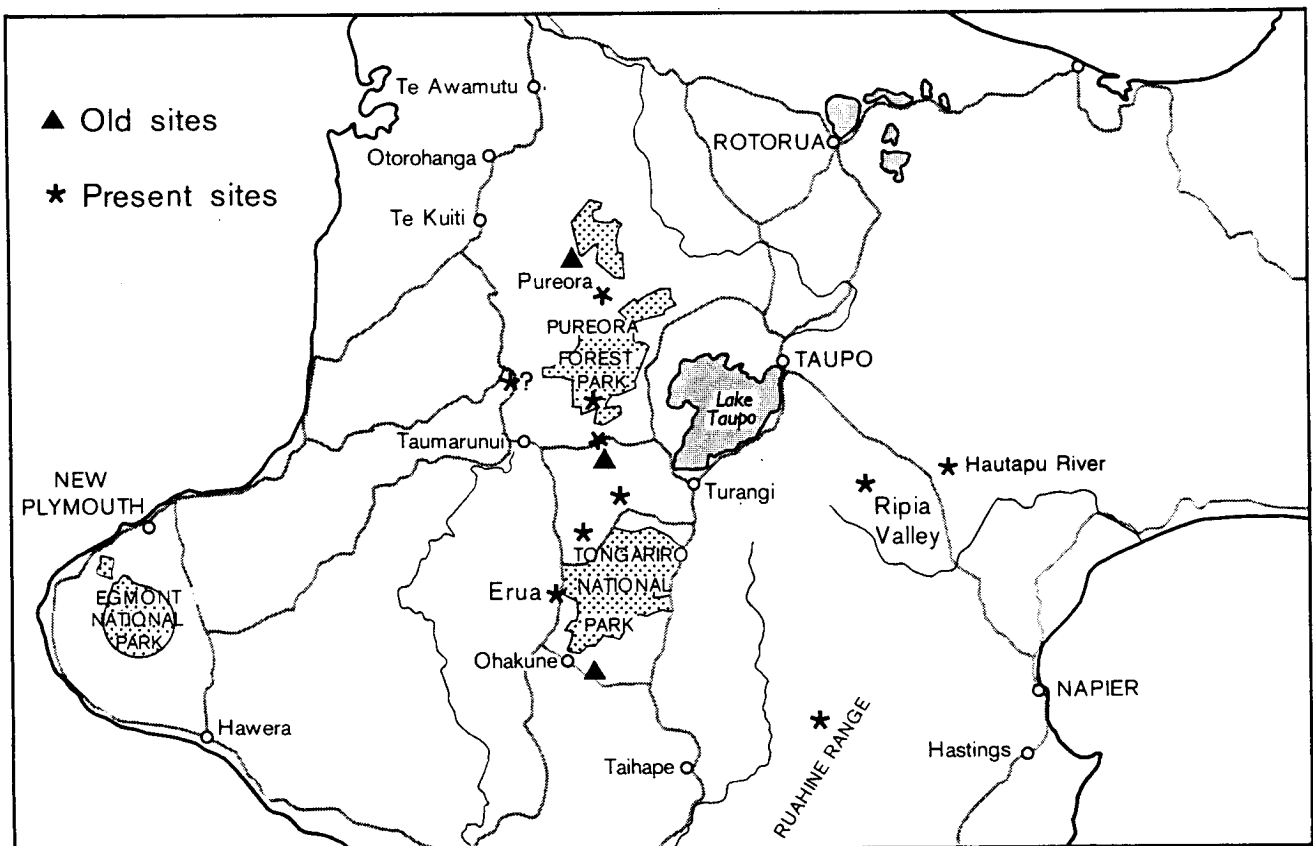 ▲ Old sites
★ Present sites
Te Awamutu
Otorohanga
Te Kuiti
ROTORUA
Pureora
PUREORA
FOREST
PARK
?
TAUPO
Lake
Taupo
Taumarunui
Turangi
Hautapu River
Ripia
Valley
NEW
PLYMOUTH
EGMONT
NATIONAL
PARK
TONGARIRO
NATIONAL
PARK
Erua
Ohakune
Hawera
Taihape
RUAHINE RANGE
NAPIER
Hastings